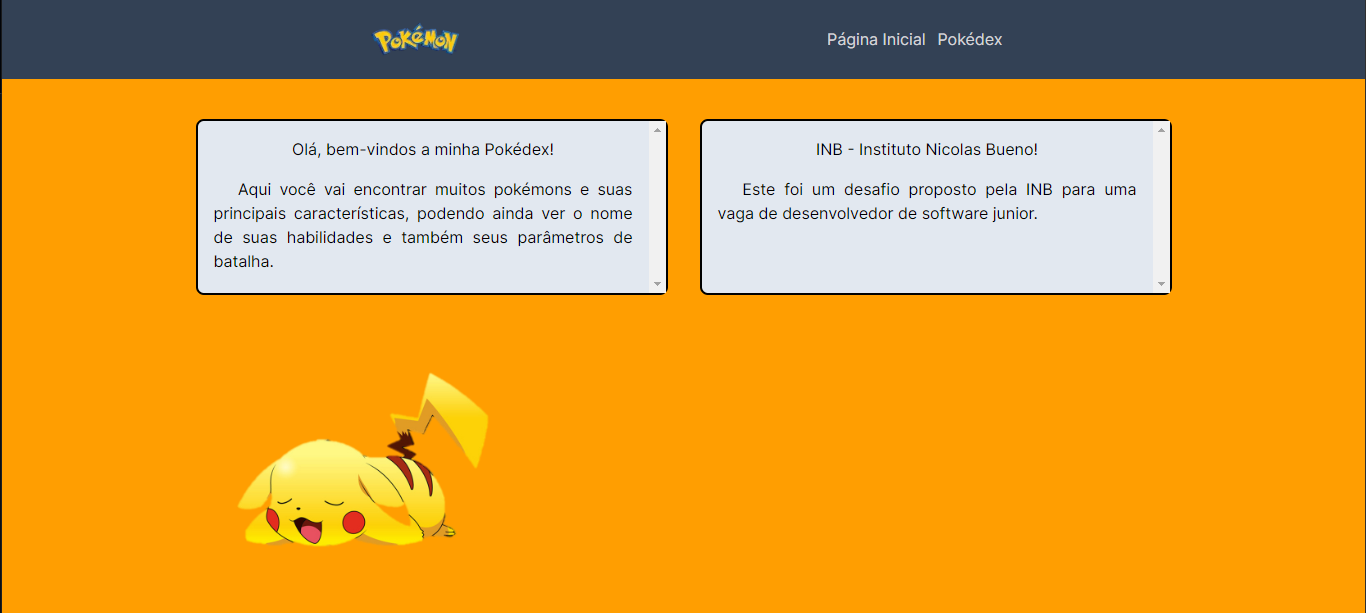 POKéMON
Página Inicial Pokédex
Olá, bem-vindos a minha Pokédex!
Aqui você vai encontrar muitos pokémons e suas
principais características, podendo ainda ver o nome
de suas habilidades e também seus parâmetros de
batalha.
INB - Instituto Nicolas Bueno!
Este foi um desafio proposto pela INB para uma
vaga de desenvolvedor de software junior.